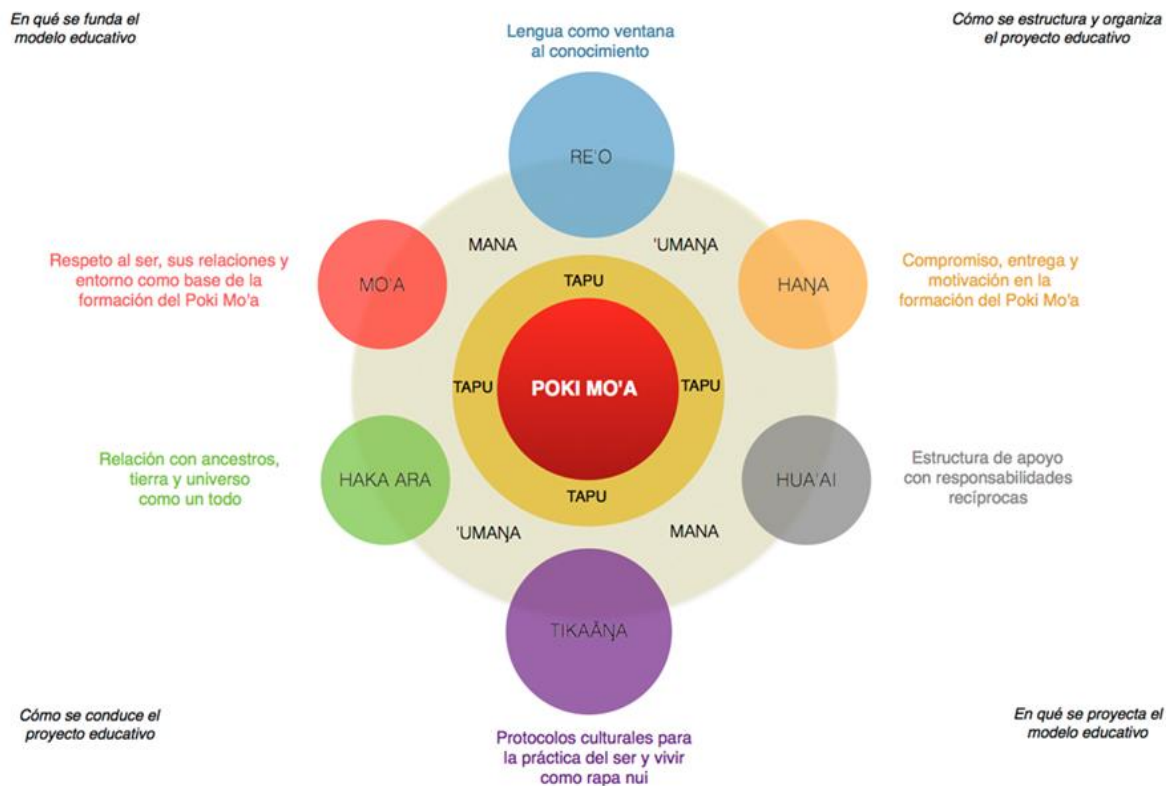 En qué se funda el
modelo educativo
Cómo se estructura y organiza
el proyecto educativo
Lengua como ventana
al conocimiento
RE'O
MANA
'UMAŊA
Respeto al ser, sus relaciones y
entorno como base de la
formación del Poki Mo'a
MO'A
TAPU
HAŊA
Compromiso, entrega y
motivación en la
formación del Poki Mo'a
TAPU
POKI MO'A
TAPU
Relación con ancestros,
tierra y universo
como un todo
HAKA ARA
TAPU
HUA'AI
Estructura de apoyo
con responsabilidades
recíprocas
'UMAŊA
MANA
TIKAÅŊA
Cómo se conduce el
proyecto educativo
Protocolos culturales para
la práctica del ser y vivir
como rapa nui
En qué se proyecta el
modelo educativo